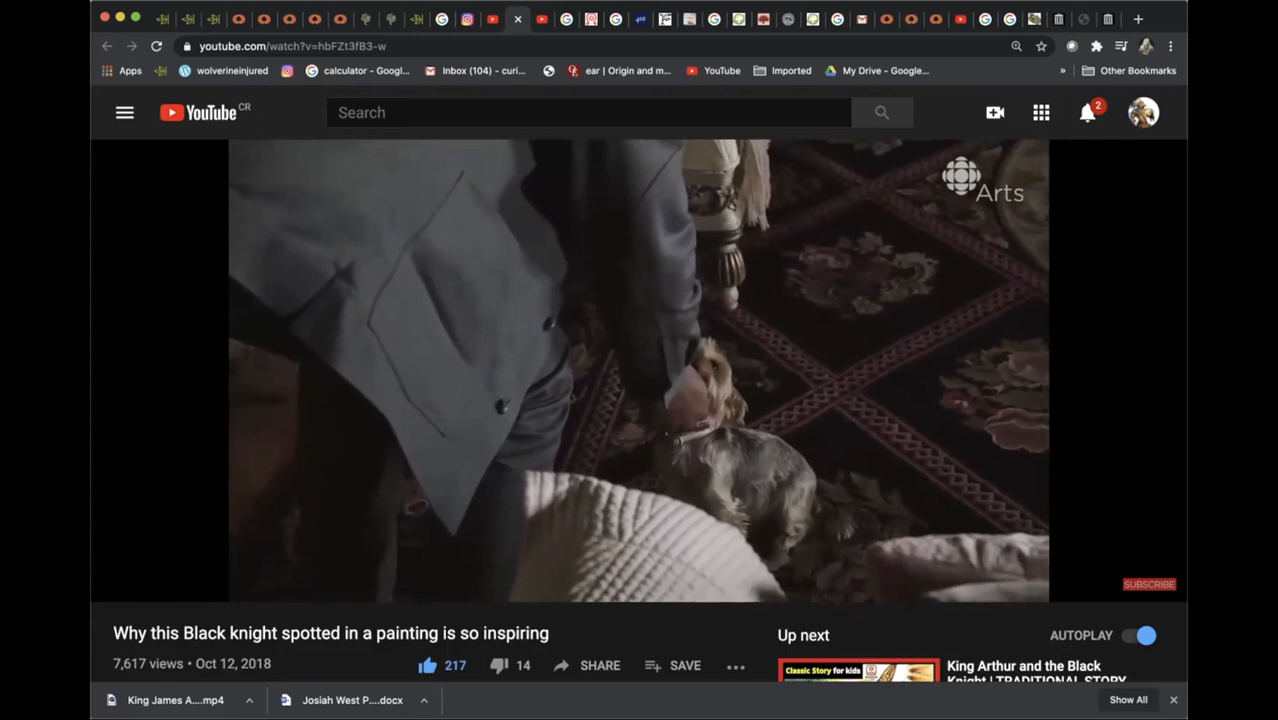 youtube.com/watch?v=hbFZt3fB3-w
Apps
wolverineinjured
calculator - Googl...
Inbox (104) - curi...
ear | Origin and m...
YouTube
Imported
My Drive - Google...
»
Other Bookmarks
YouTube CR
Search
2
Arts
SUBSCRIBE
Why this Black knight spotted in a painting is so inspiring
7,617 views • Oct 12, 2018
217
14
SHARE
SAVE
Up next
AUTOPLAY
Classic Story for kids
King Arthur and the Black
Knight | TRADITIONAL STORY
King James A....mp4
Josiah West P....docx
Show All